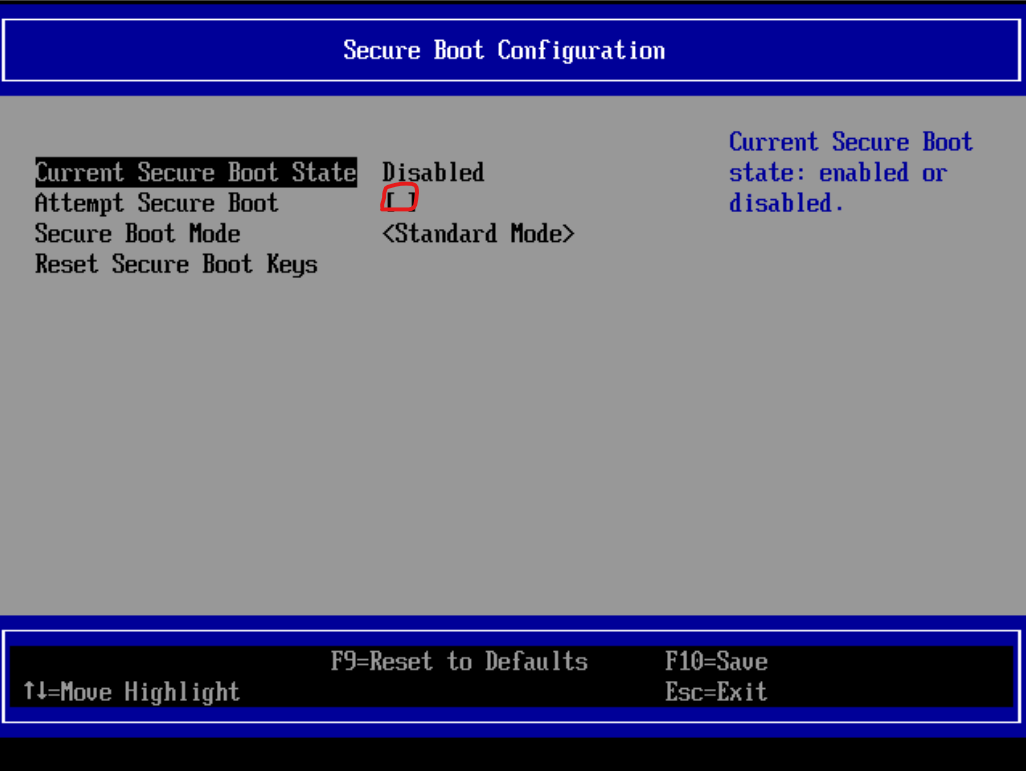 Secure Boot Configuration
Current Secure Boot State Disabled
Attempt Secure Boot [ ]
Secure Boot Mode <Standard Mode>
Reset Secure Boot Keys
Current Secure Boot
state: enabled or
disabled.
F9=Reset to Defaults F10=Save
↑↓=Move Highlight Esc=Exit